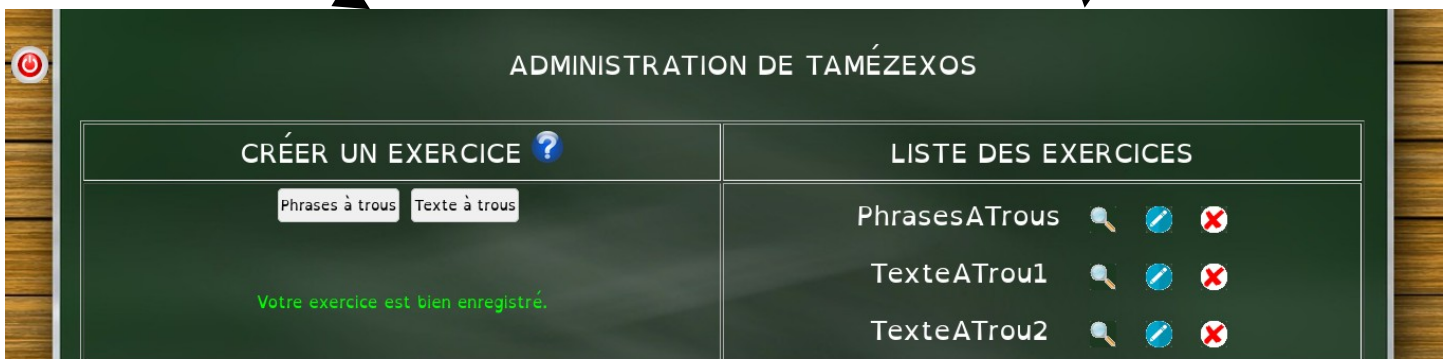 ADMINISTRATION DE TAMÉZEXOS
CRÉER UN EXERCICE ?
LISTE DES EXERCICES
Phrases à trous Texte à trous
Votre exercice est bien enregistré.
PhrasesATrous
TexteATrou1
TexteATrou2